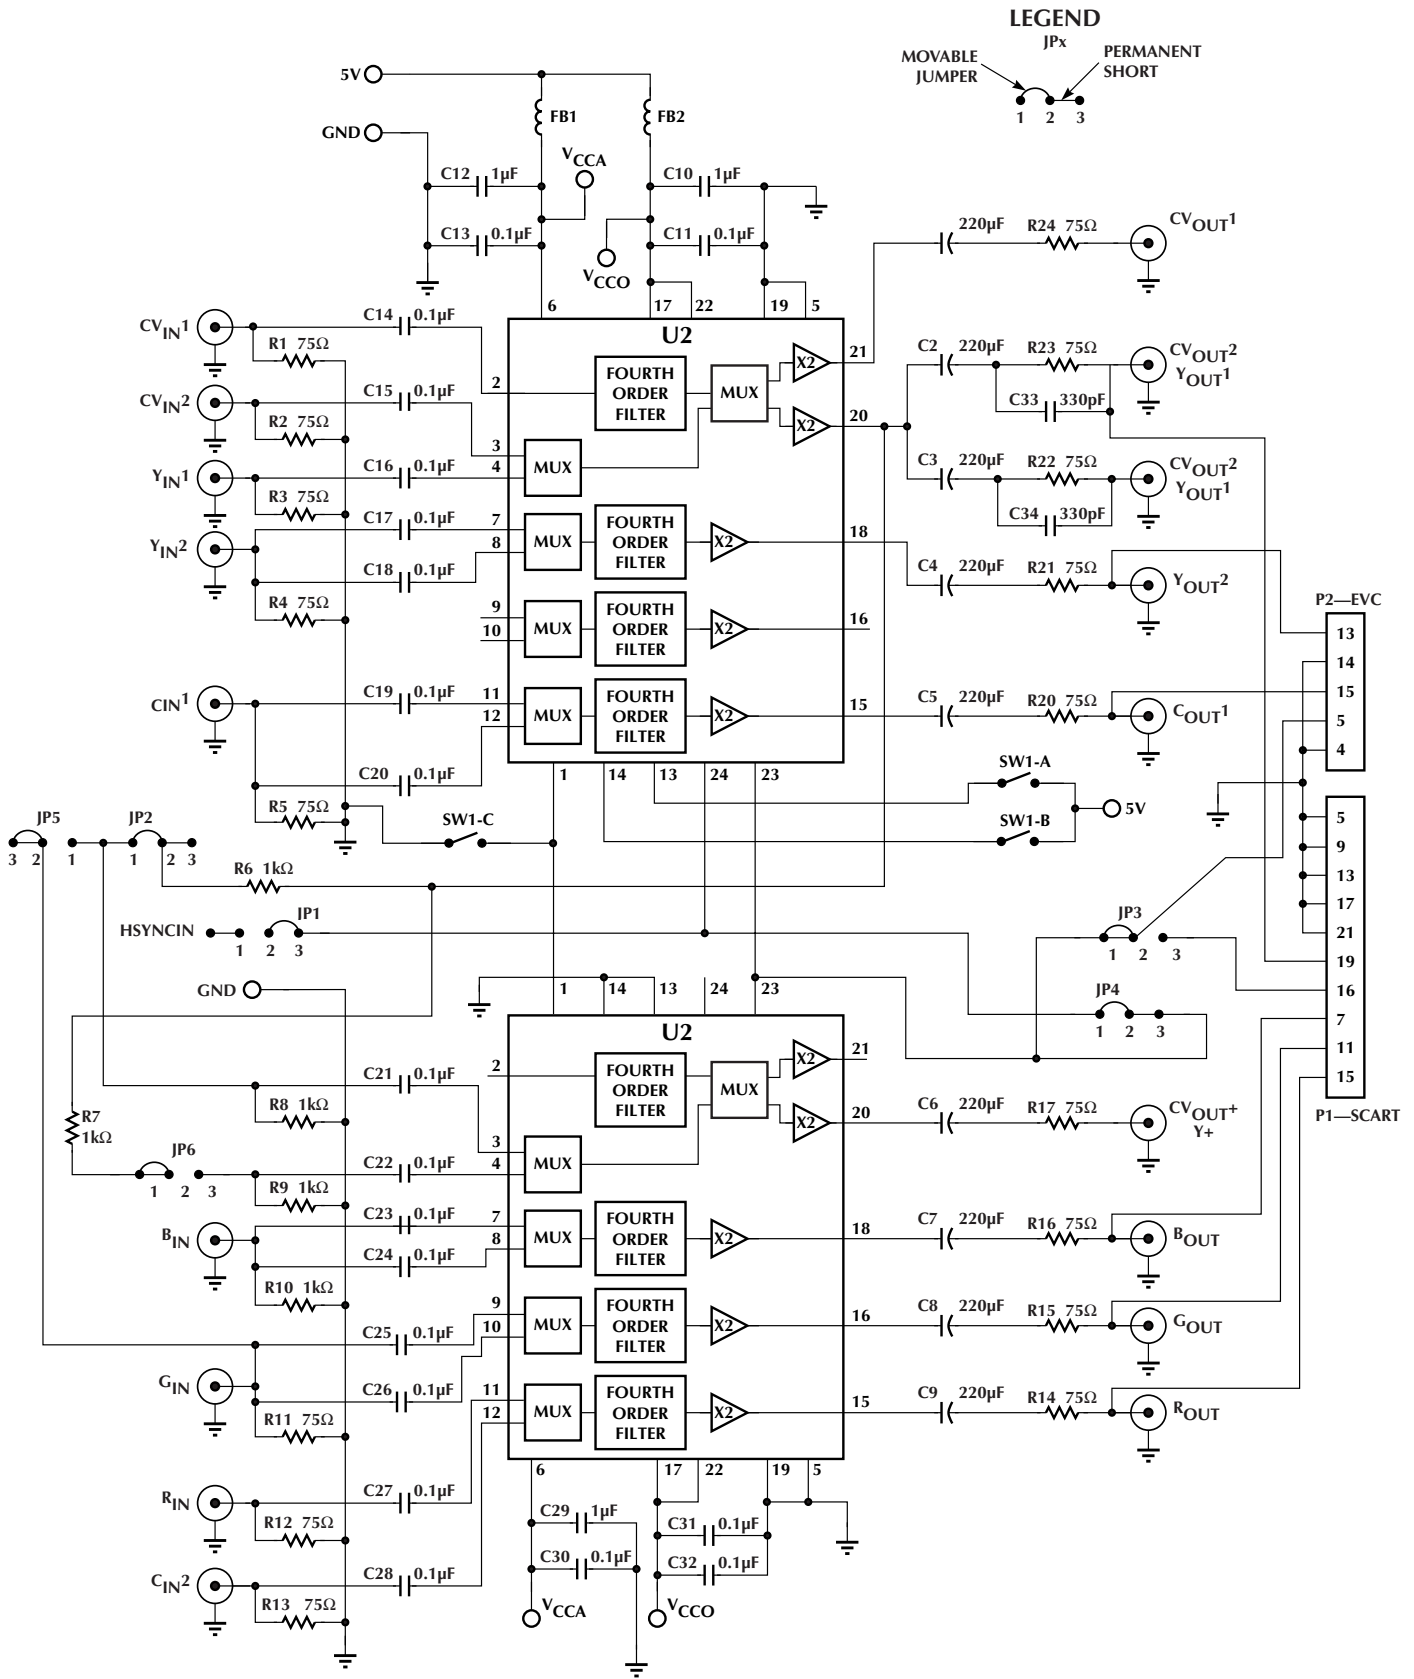 LEGEND
JPx
MOVABLE JUMPER
PERMANENT SHORT
1 2 3
5V
GND
FB1
FB2
VCCA
C12 1µF
C10 1µF
C13 0.1µF
C11 0.1µF
VCCO
220µF R24 75Ω
CVOUT1
6 17 22 19 5
U2
CVIN1
C14 0.1µF
R1 75Ω
2
FOURTH ORDER FILTER
MUX
X2
21
C2 220µF R23 75Ω
CVOUT2
YOUT1
C33 330pF
CVIN2
C15 0.1µF
R2 75Ω
X2
20
3
4
MUX
YIN1
C16 0.1µF
R3 75Ω
C3 220µF R22 75Ω
CVOUT2
YOUT1
C34 330pF
YIN2
C17 0.1µF
7
8
MUX
FOURTH ORDER FILTER
X2
18
C18 0.1µF
R4 75Ω
C4 220µF R21 75Ω
YOUT2
9
10
MUX
FOURTH ORDER FILTER
X2
16
P2—EVC
13
14
15
5
4
CIN1
C19 0.1µF
11
12
MUX
FOURTH ORDER FILTER
X2
15
C5 220µF R20 75Ω
COUT1
C20 0.1µF
R5 75Ω
1 14 13 24 23
SW1-A
SW1-B
5V
SW1-C
JP5
3 2 1
JP2
1 2 3
R6 1kΩ
HSYNCIN
1 2 3
JP1
JP3
1 2 3
JP4
1 2 3
5
9
13
17
21
19
16
7
11
15
P1—SCART
GND
1 14 13 24 23
U2
2
FOURTH ORDER FILTER
MUX
X2
21
C21 0.1µF
R8 1kΩ
R7 1kΩ
X2
20
C6 220µF R17 75Ω
CVOUT+
Y+
3
4
MUX
JP6
1 2 3
C22 0.1µF
R9 1kΩ
BIN
C23 0.1µF
7
8
MUX
FOURTH ORDER FILTER
X2
18
C7 220µF R16 75Ω
BOUT
C24 0.1µF
R10 1kΩ
C25 0.1µF
9
10
MUX
FOURTH ORDER FILTER
X2
16
C8 220µF R15 75Ω
GOUT
GIN
C26 0.1µF
R11 75Ω
11
12
MUX
FOURTH ORDER FILTER
X2
15
C9 220µF R14 75Ω
ROUT
6 17 22 19 5
RIN
C27 0.1µF
R12 75Ω
C29 1µF
C31 0.1µF
C30 0.1µF
C32 0.1µF
CIN2
C28 0.1µF
R13 75Ω
VCCA
VCCO